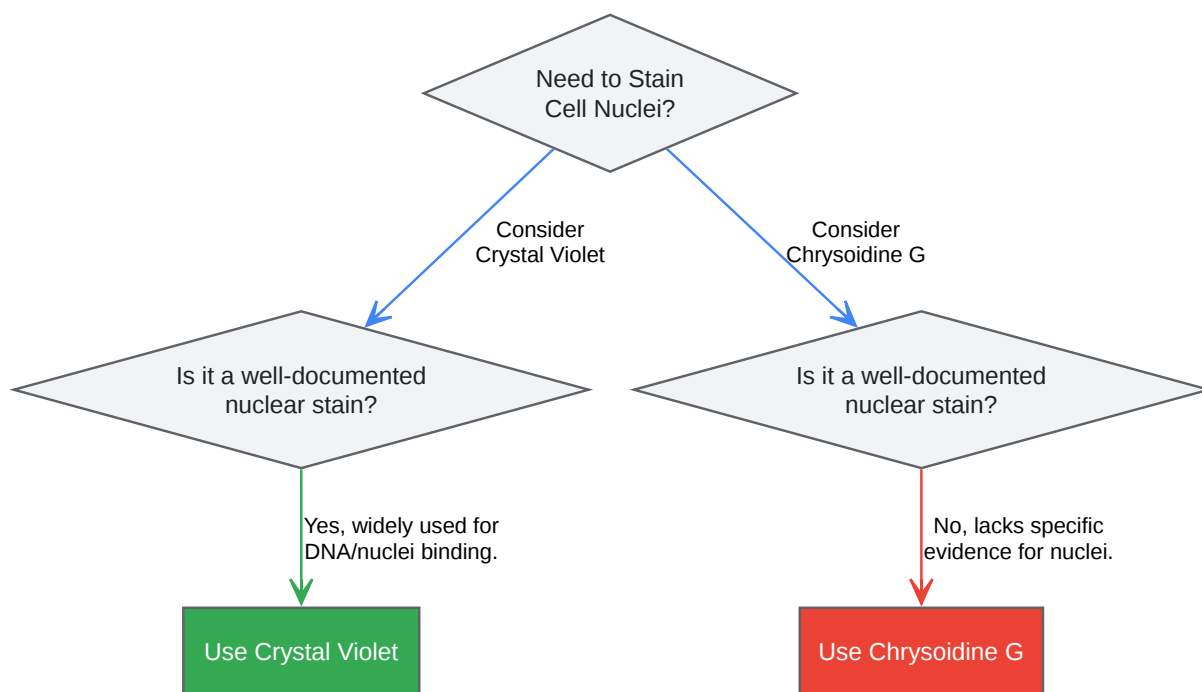 Need to Stain
Cell Nuclei?
Consider
Crystal Violet
Consider
Chrysoidine G
Is it a well-documented
nuclear stain?
Is it a well-documented
nuclear stain?
Yes, widely used for
DNA/nuclei binding.
No, lacks specific
evidence for nuclei.
Use Crystal Violet
Use Chrysoidine G